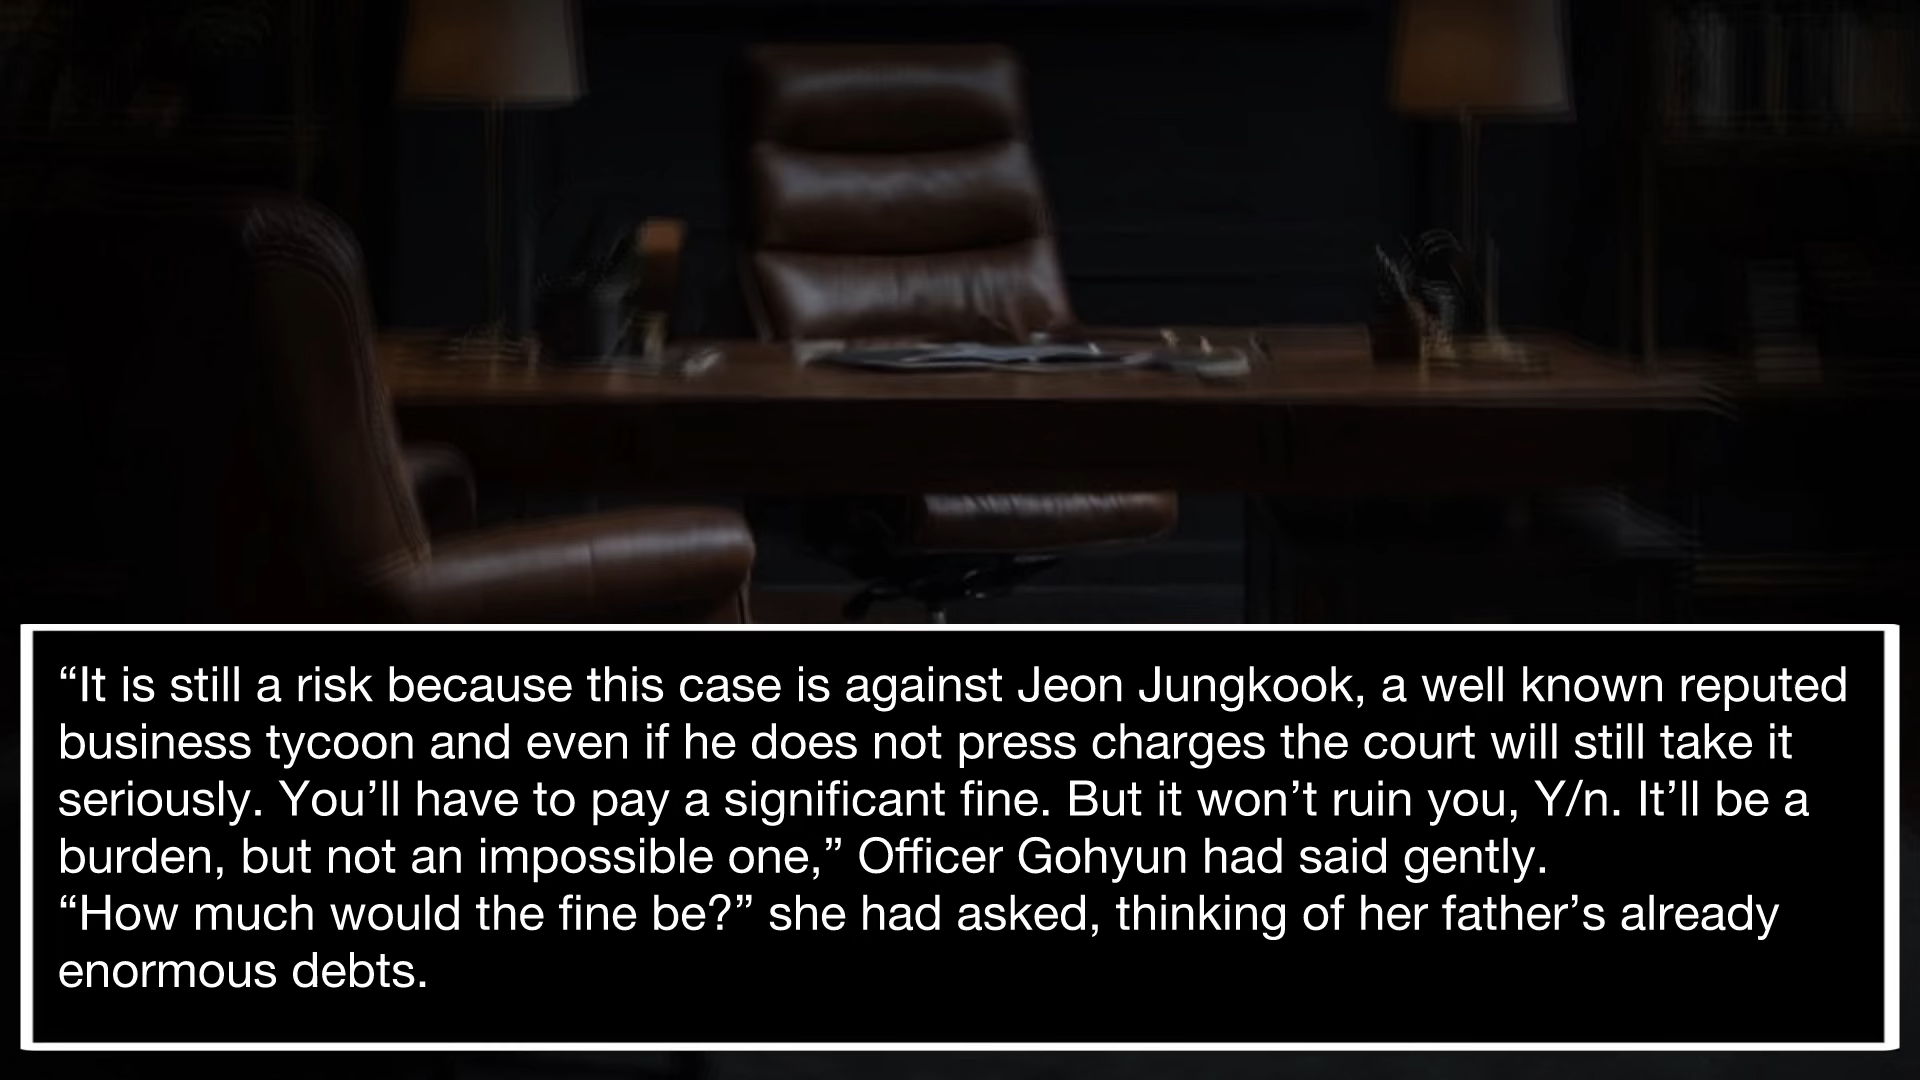 “It is still a risk because this case is against Jeon Jungkook, a well known reputed
business tycoon and even if he does not press charges the court will still take it
seriously. You’ll have to pay a significant fine. But it won’t ruin you, Y/n. It’ll be a
burden, but not an impossible one,” Officer Gohyun had said gently.
“How much would the fine be?” she had asked, thinking of her father’s already
enormous debts.